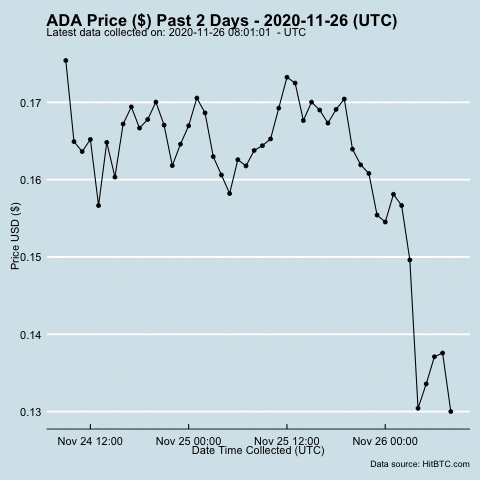 ADA Price ($) Past 2 Days - 2020-11-26 (UTC)
Latest data collected on: 2020-11-26 08:01:01 - UTC
0.17
0.16
0.15
0.14
0.13
Price USD ($)
Nov 24 12:00 Nov 25 00:00 Nov 25 12:00 Nov 26 00:00
Date Time Collected (UTC)
Data source: HitBTC.com